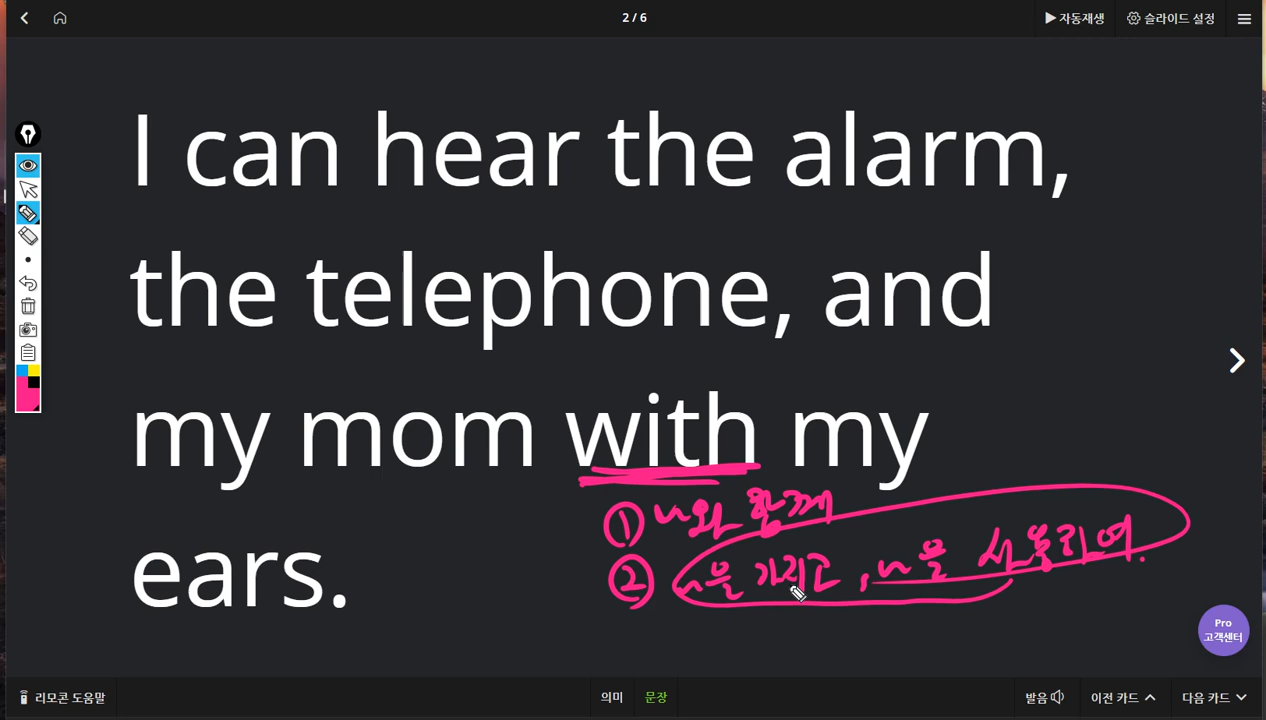 2 / 6
자동재생
슬라이드 설정
I can hear the alarm,
the telephone, and
my mom with my
ears.
① ~와 함께
② ~을 가지고, ~을 사용하여.
Pro
고객센터
리모콘 도움말
의미
문장
발음
이전 카드
다음 카드